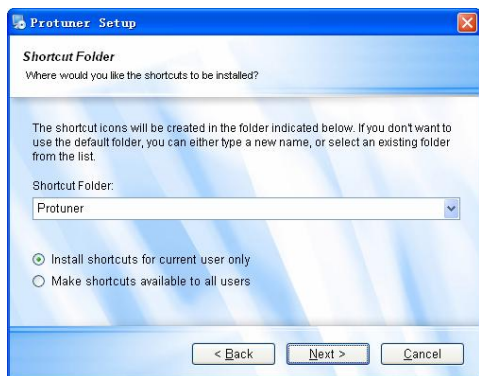 Protuner Setup
Shortcut Folder
Where would you like the shortcuts to be installed?
The shortcut icons will be created in the folder indicated below. If you don't want to
use the default folder, you can either type a new name, or select an existing folder
from the list.
Shortcut Folder:
Protuner
Install shortcuts for current user only
Make shortcuts available to all users
< Back
Next >
Cancel